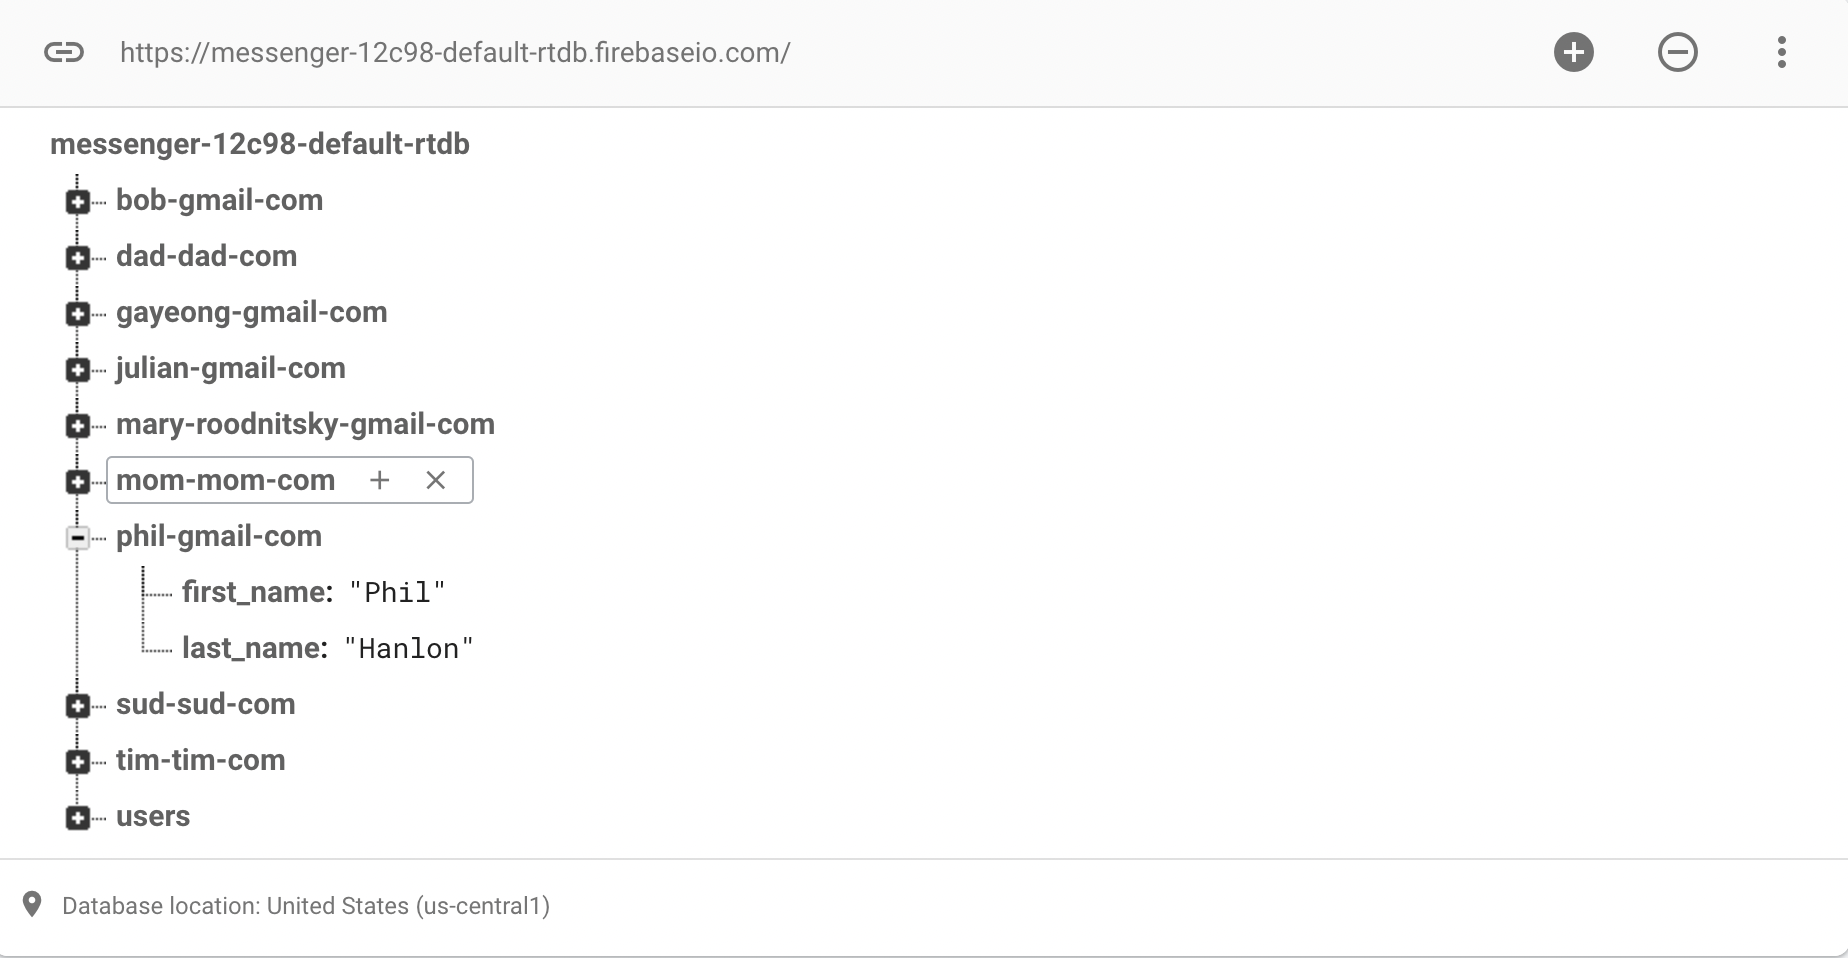 https://messenger-12c98-default-rtdb.firebaseio.com/
messenger-12c98-default-rtdb
bob-gmail-com
dad-dad-com
gayeong-gmail-com
julian-gmail-com
mary-roodnitsky-gmail-com
mom-mom-com
phil-gmail-com
first_name: "Phil"
last_name: "Hanlon"
sud-sud-com
tim-tim-com
users
Database location: United States (us-central1)